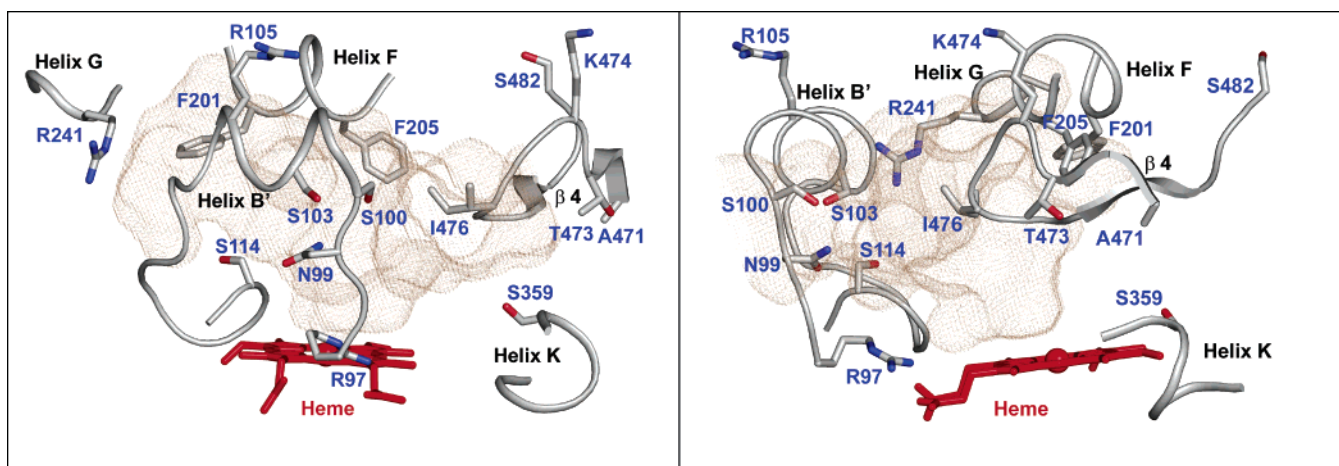 R105
Helix F
K474
Helix G
S482
F201
R241
F205
Helix B'
S103
S100
β 4
I476
T473
A471
S114
N99
S359
R97
Helix K
Heme
R105
K474
Helix F
Helix G
S482
Helix B'
R241
F205
F201
β 4
S100
S103
I476
T473
A471
N99
S114
S359
R97
Helix K
Heme